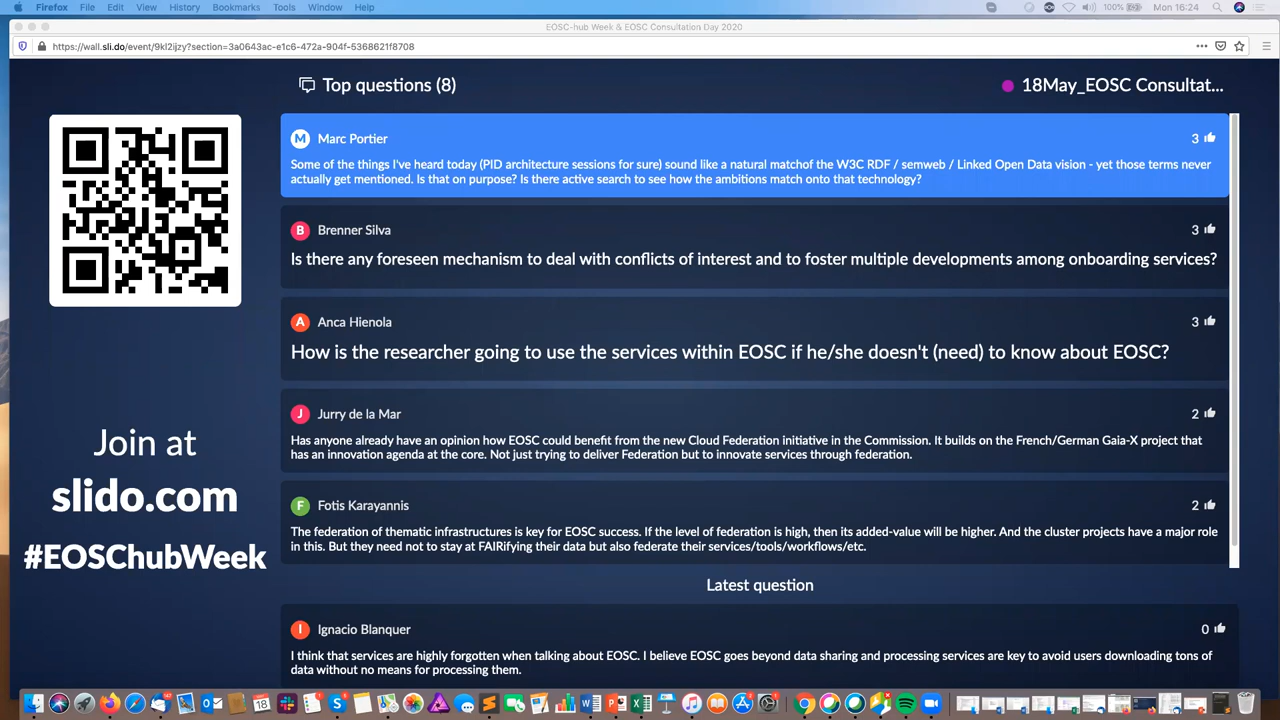 Firefox File Edit View History Bookmarks Tools Window Help 100% Mon 16:24
EOSC-hub Week & EOSC Consultation Day 2020
https://wall.sli.do/event/9kl2ijzy?section=3a0643ac-e1c6-472a-904f-5368621f8708
Top questions (8)
18May_EOSC Consultat...
M Marc Portier 3
Some of the things I've heard today (PID architecture sessions for sure) sound like a natural matchof the W3C RDF / semweb / Linked Open Data vision - yet those terms never
actually get mentioned. Is that on purpose? Is there active search to see how the ambitions match onto that technology?
B Brenner Silva 3
Is there any foreseen mechanism to deal with conflicts of interest and to foster multiple developments among onboarding services?
A Anca Hienola 3
How is the researcher going to use the services within EOSC if he/she doesn't (need) to know about EOSC?
J Jurry de la Mar 2
Has anyone already have an opinion how EOSC could benefit from the new Cloud Federation initiative in the Commission. It builds on the French/German Gaia-X project that
has an innovation agenda at the core. Not just trying to deliver Federation but to innovate services through federation.
F Fotis Karayannis 2
The federation of thematic infrastructures is key for EOSC success. If the level of federation is high, then its added-value will be higher. And the cluster projects have a major role
in this. But they need not to stay at FAIRifying their data but also federate their services/tools/workflows/etc.
Latest question
I Ignacio Blanquer 0
I think that services are highly forgotten when talking about EOSC. I believe EOSC goes beyond data sharing and processing services are key to avoid users downloading tons of
data without no means for processing them.
Join at
slido.com
#EOSChubWeek
18